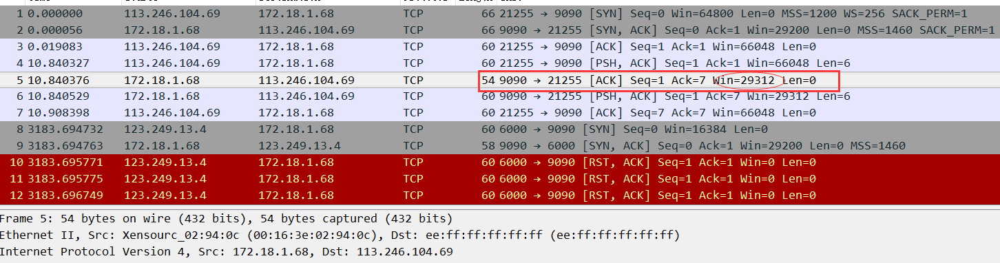 1 0.000000 113.246.104.69 172.18.1.68 TCP 66 21255 → 9090 [SYN] Seq=0 Win=64800 Len=0 MSS=1200 WS=256 SACK_PERM=1
2 0.000056 172.18.1.68 113.246.104.69 TCP 66 9090 → 21255 [SYN, ACK] Seq=0 Ack=1 Win=29200 Len=0 MSS=1460 SACK_PERM=1
3 0.019083 113.246.104.69 172.18.1.68 TCP 60 21255 → 9090 [ACK] Seq=1 Ack=1 Win=66048 Len=0
4 10.840327 113.246.104.69 172.18.1.68 TCP 60 21255 → 9090 [PSH, ACK] Seq=1 Ack=1 Win=66048 Len=6
5 10.840376 172.18.1.68 113.246.104.69 TCP 54 9090 → 21255 [ACK] Seq=1 Ack=7 Win=29312 Len=0
6 10.840529 172.18.1.68 113.246.104.69 TCP 60 9090 → 21255 [PSH, ACK] Seq=1 Ack=7 Win=29312 Len=6
7 10.908398 113.246.104.69 172.18.1.68 TCP 60 21255 → 9090 [ACK] Seq=7 Ack=7 Win=66048 Len=0
8 3183.694732 123.249.13.4 172.18.1.68 TCP 60 6000 → 9090 [SYN] Seq=0 Win=16384 Len=0
9 3183.694763 172.18.1.68 123.249.13.4 TCP 58 9090 → 6000 [SYN, ACK] Seq=0 Ack=1 Win=29200 Len=0 MSS=1460
10 3183.695771 123.249.13.4 172.18.1.68 TCP 60 6000 → 9090 [RST, ACK] Seq=1 Ack=1 Win=0 Len=0
11 3183.695775 123.249.13.4 172.18.1.68 TCP 60 6000 → 9090 [RST, ACK] Seq=1 Ack=1 Win=0 Len=0
12 3183.696749 123.249.13.4 172.18.1.68 TCP 60 6000 → 9090 [RST, ACK] Seq=1 Ack=1 Win=0 Len=0
Frame 5: 54 bytes on wire (432 bits), 54 bytes captured (432 bits)
Ethernet II, Src: Xensourc_02:94:0c (00:16:3e:02:94:0c), Dst: ee:ff:ff:ff:ff:ff (ee:ff:ff:ff:ff:ff)
Internet Protocol Version 4, Src: 172.18.1.68, Dst: 113.246.104.69